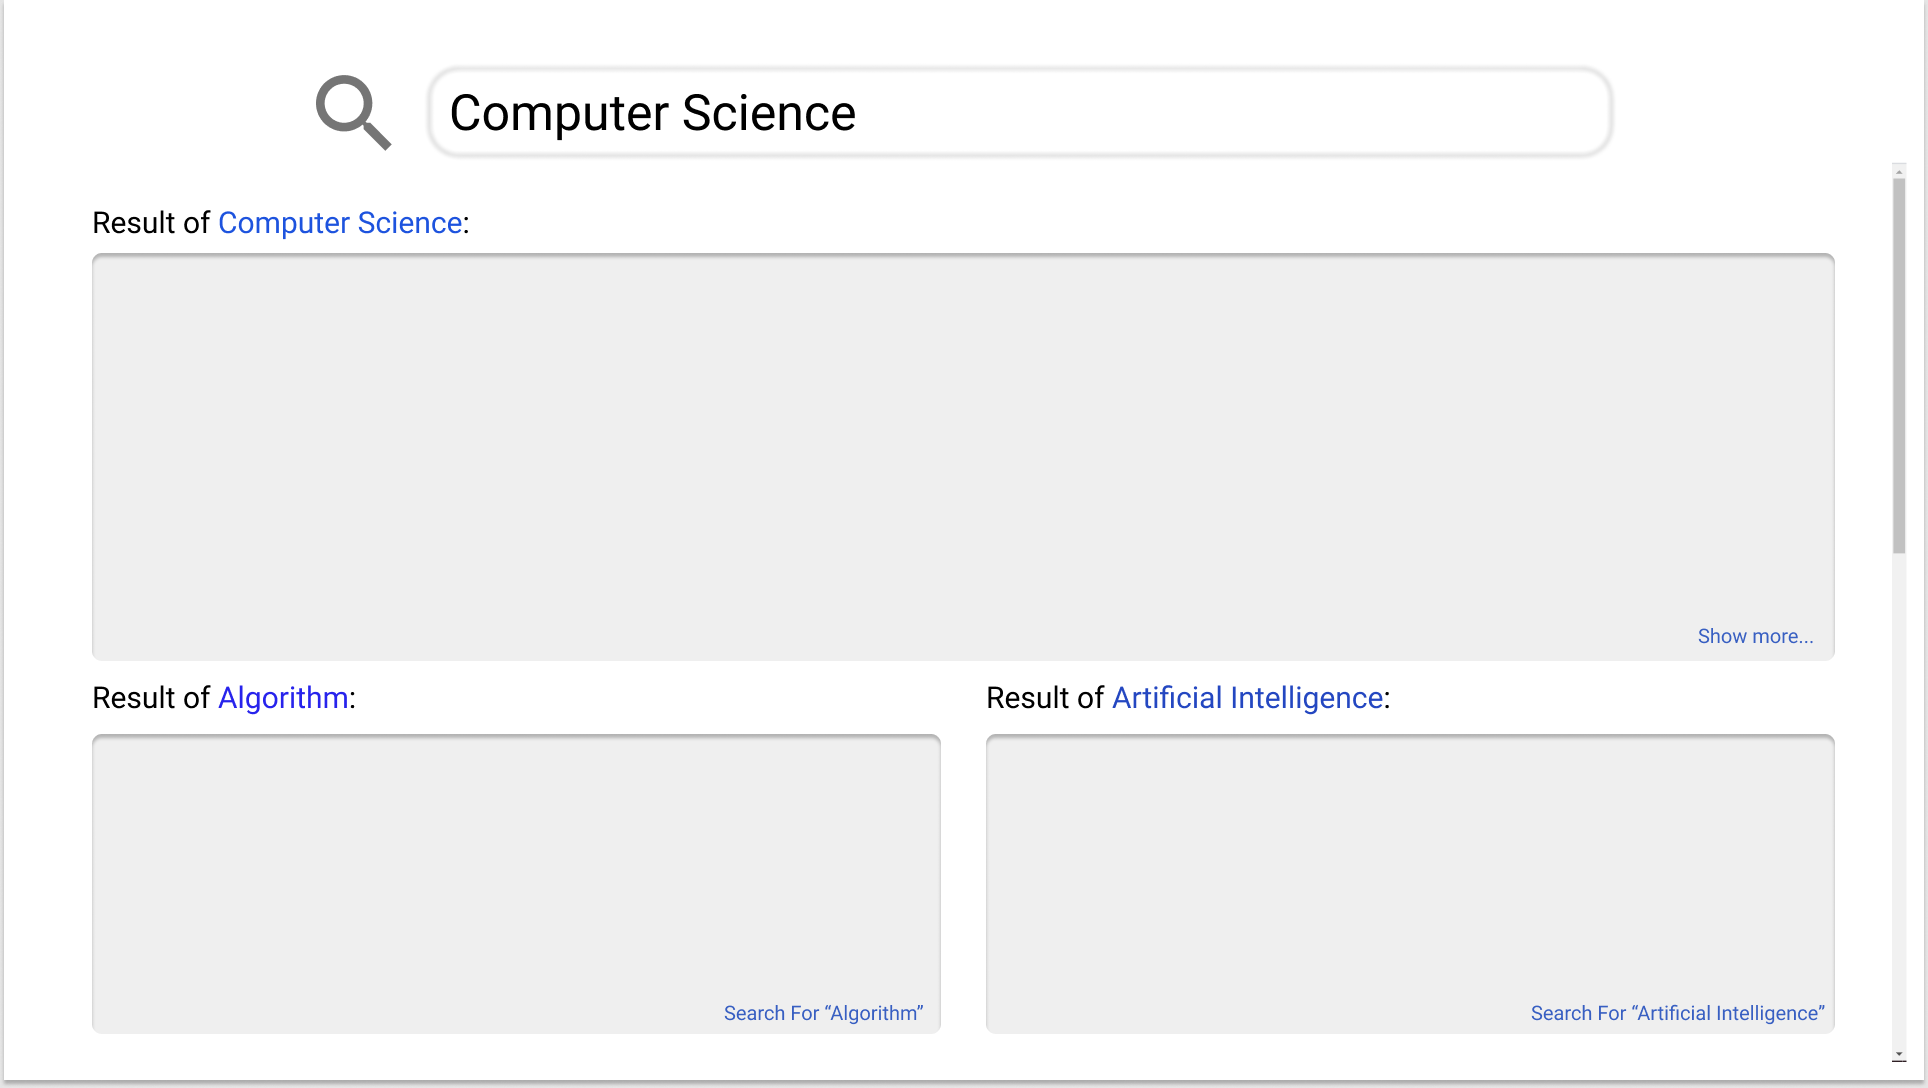 Computer Science
Result of Computer Science:
Show more...
Result of Algorithm:
Result of Artificial Intelligence:
Search For “Algorithm”
Search For “Artificial Intelligence”